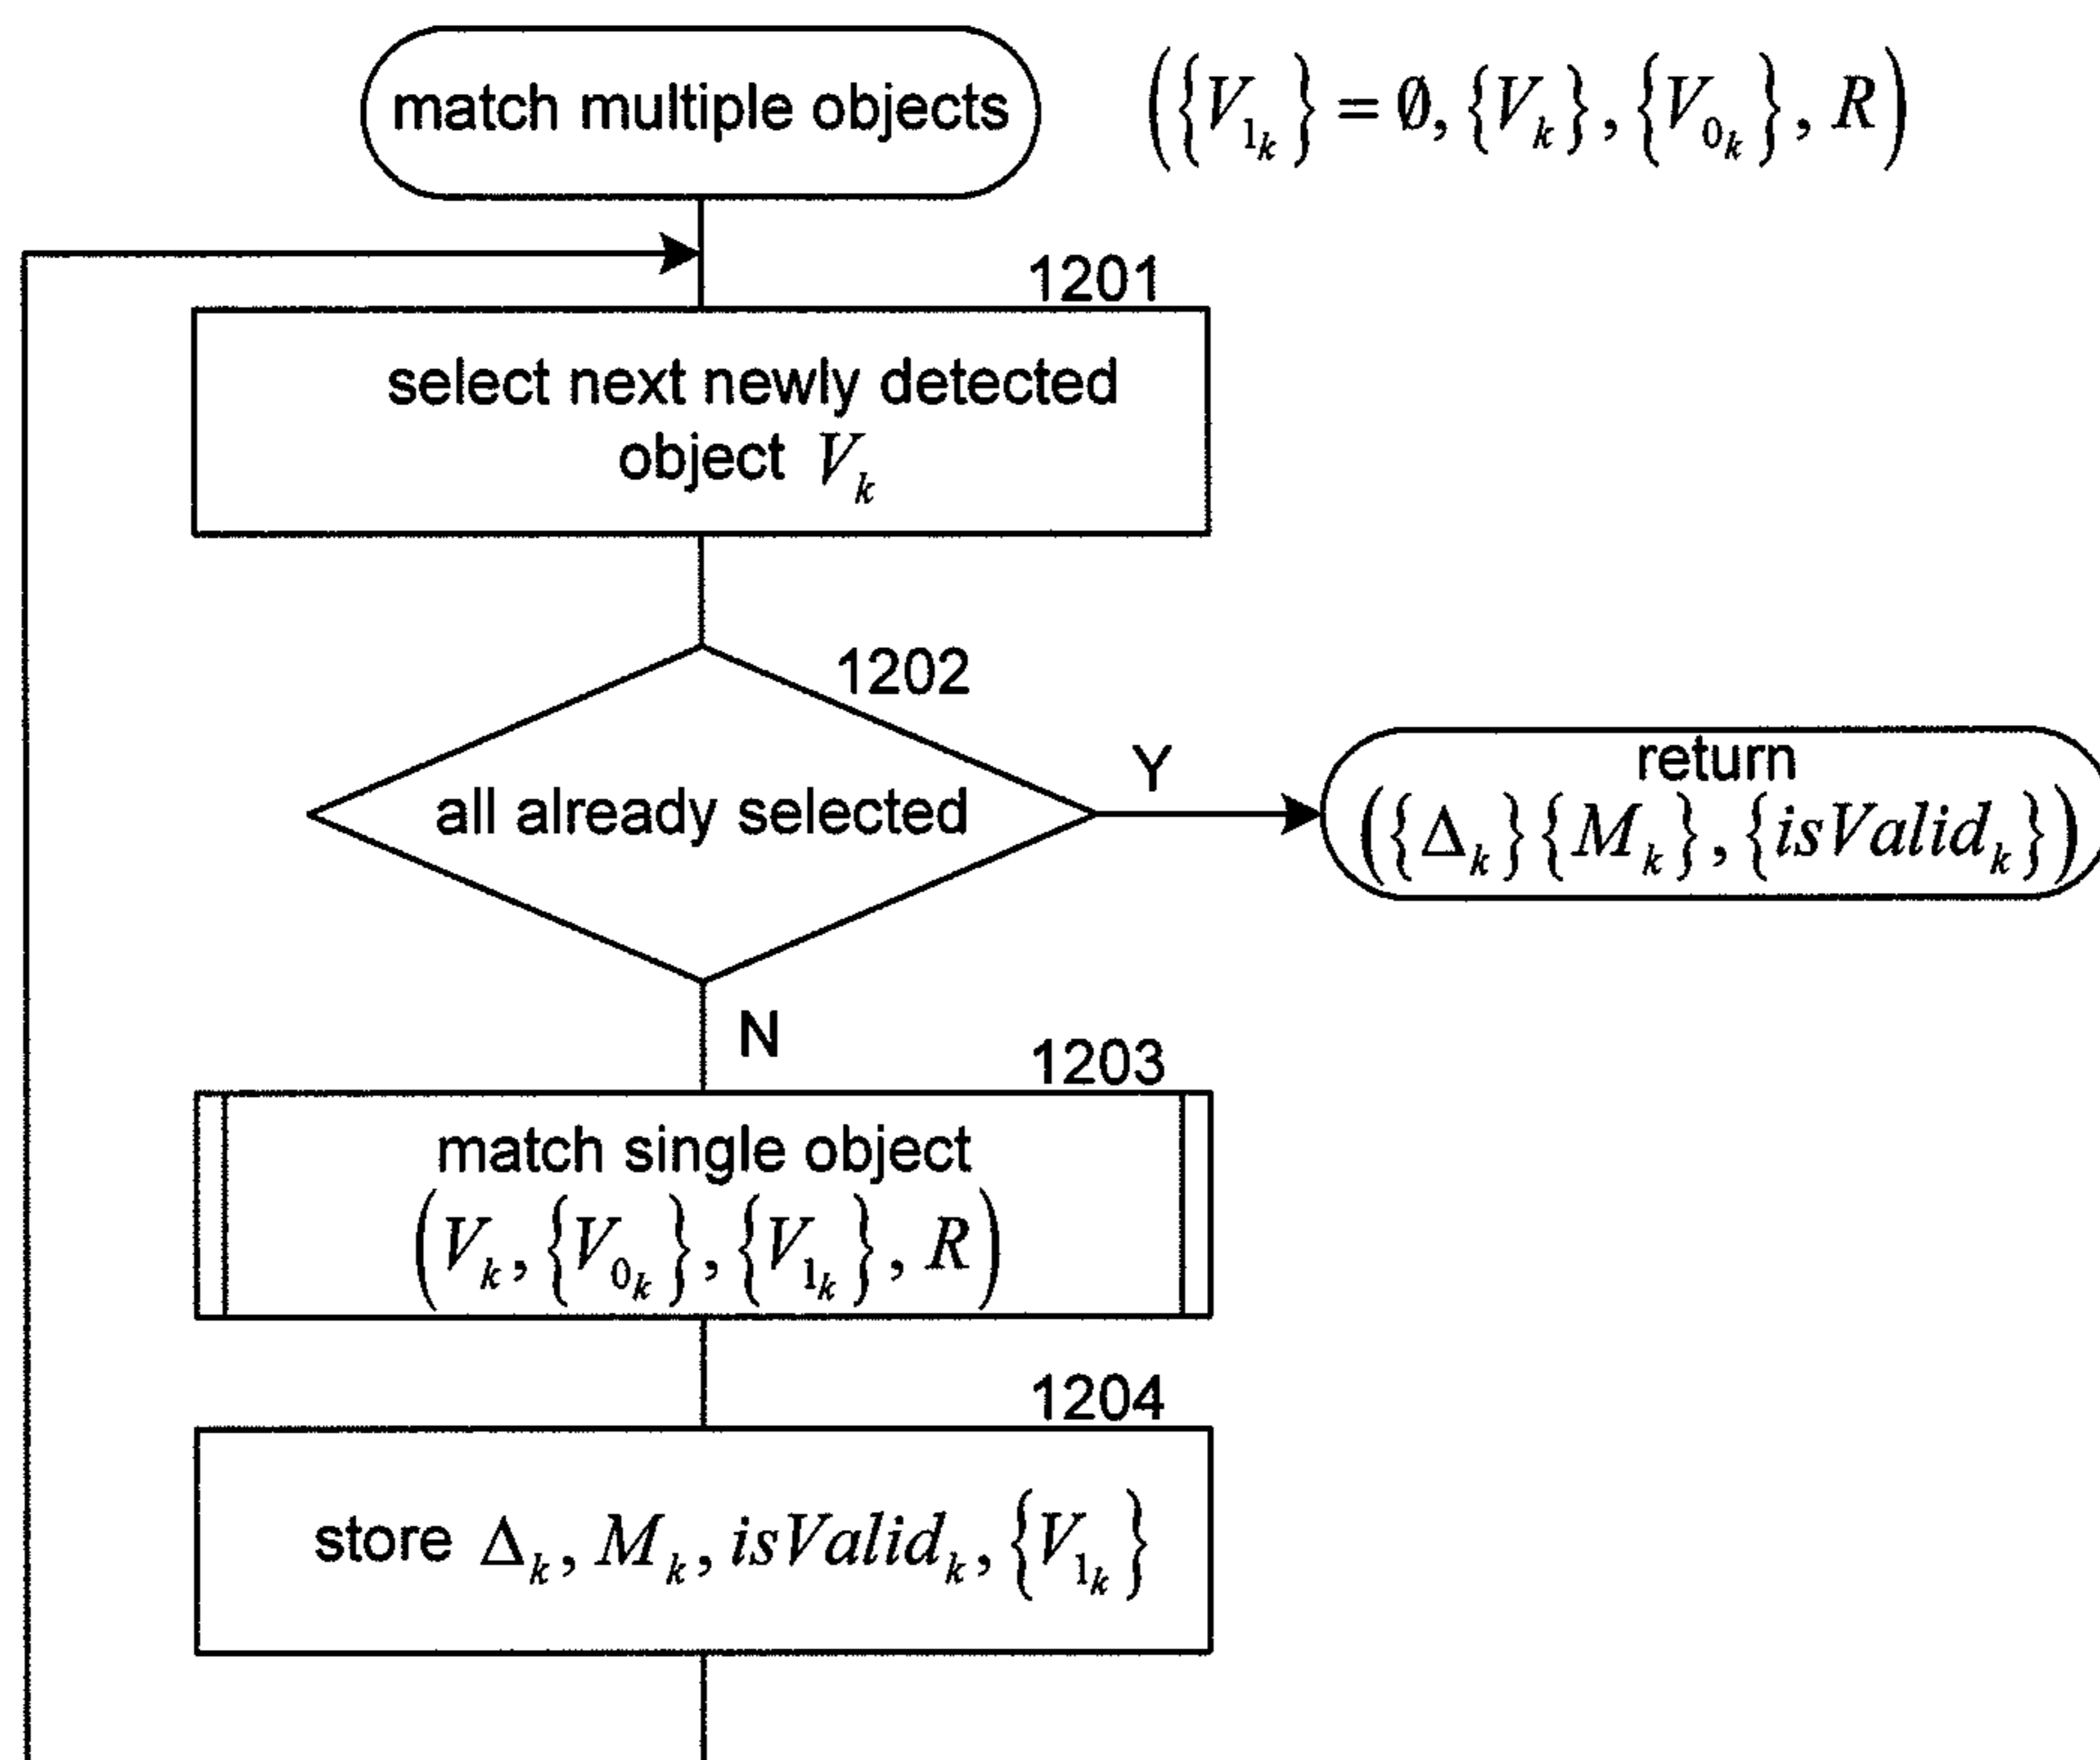 match multiple objects ({V_{1_k}} = ∅, {V_k}, {V_{0_k}}, R)
1201
select next newly detected
object V_k
1202
all already selected
Y
return
({Δ_k}{M_k}, {isValid_k})
N
1203
match single object
(V_k, {V_{0_k}}, {V_{1_k}}, R)
1204
store Δ_k, M_k, isValid_k, {V_{1_k}}